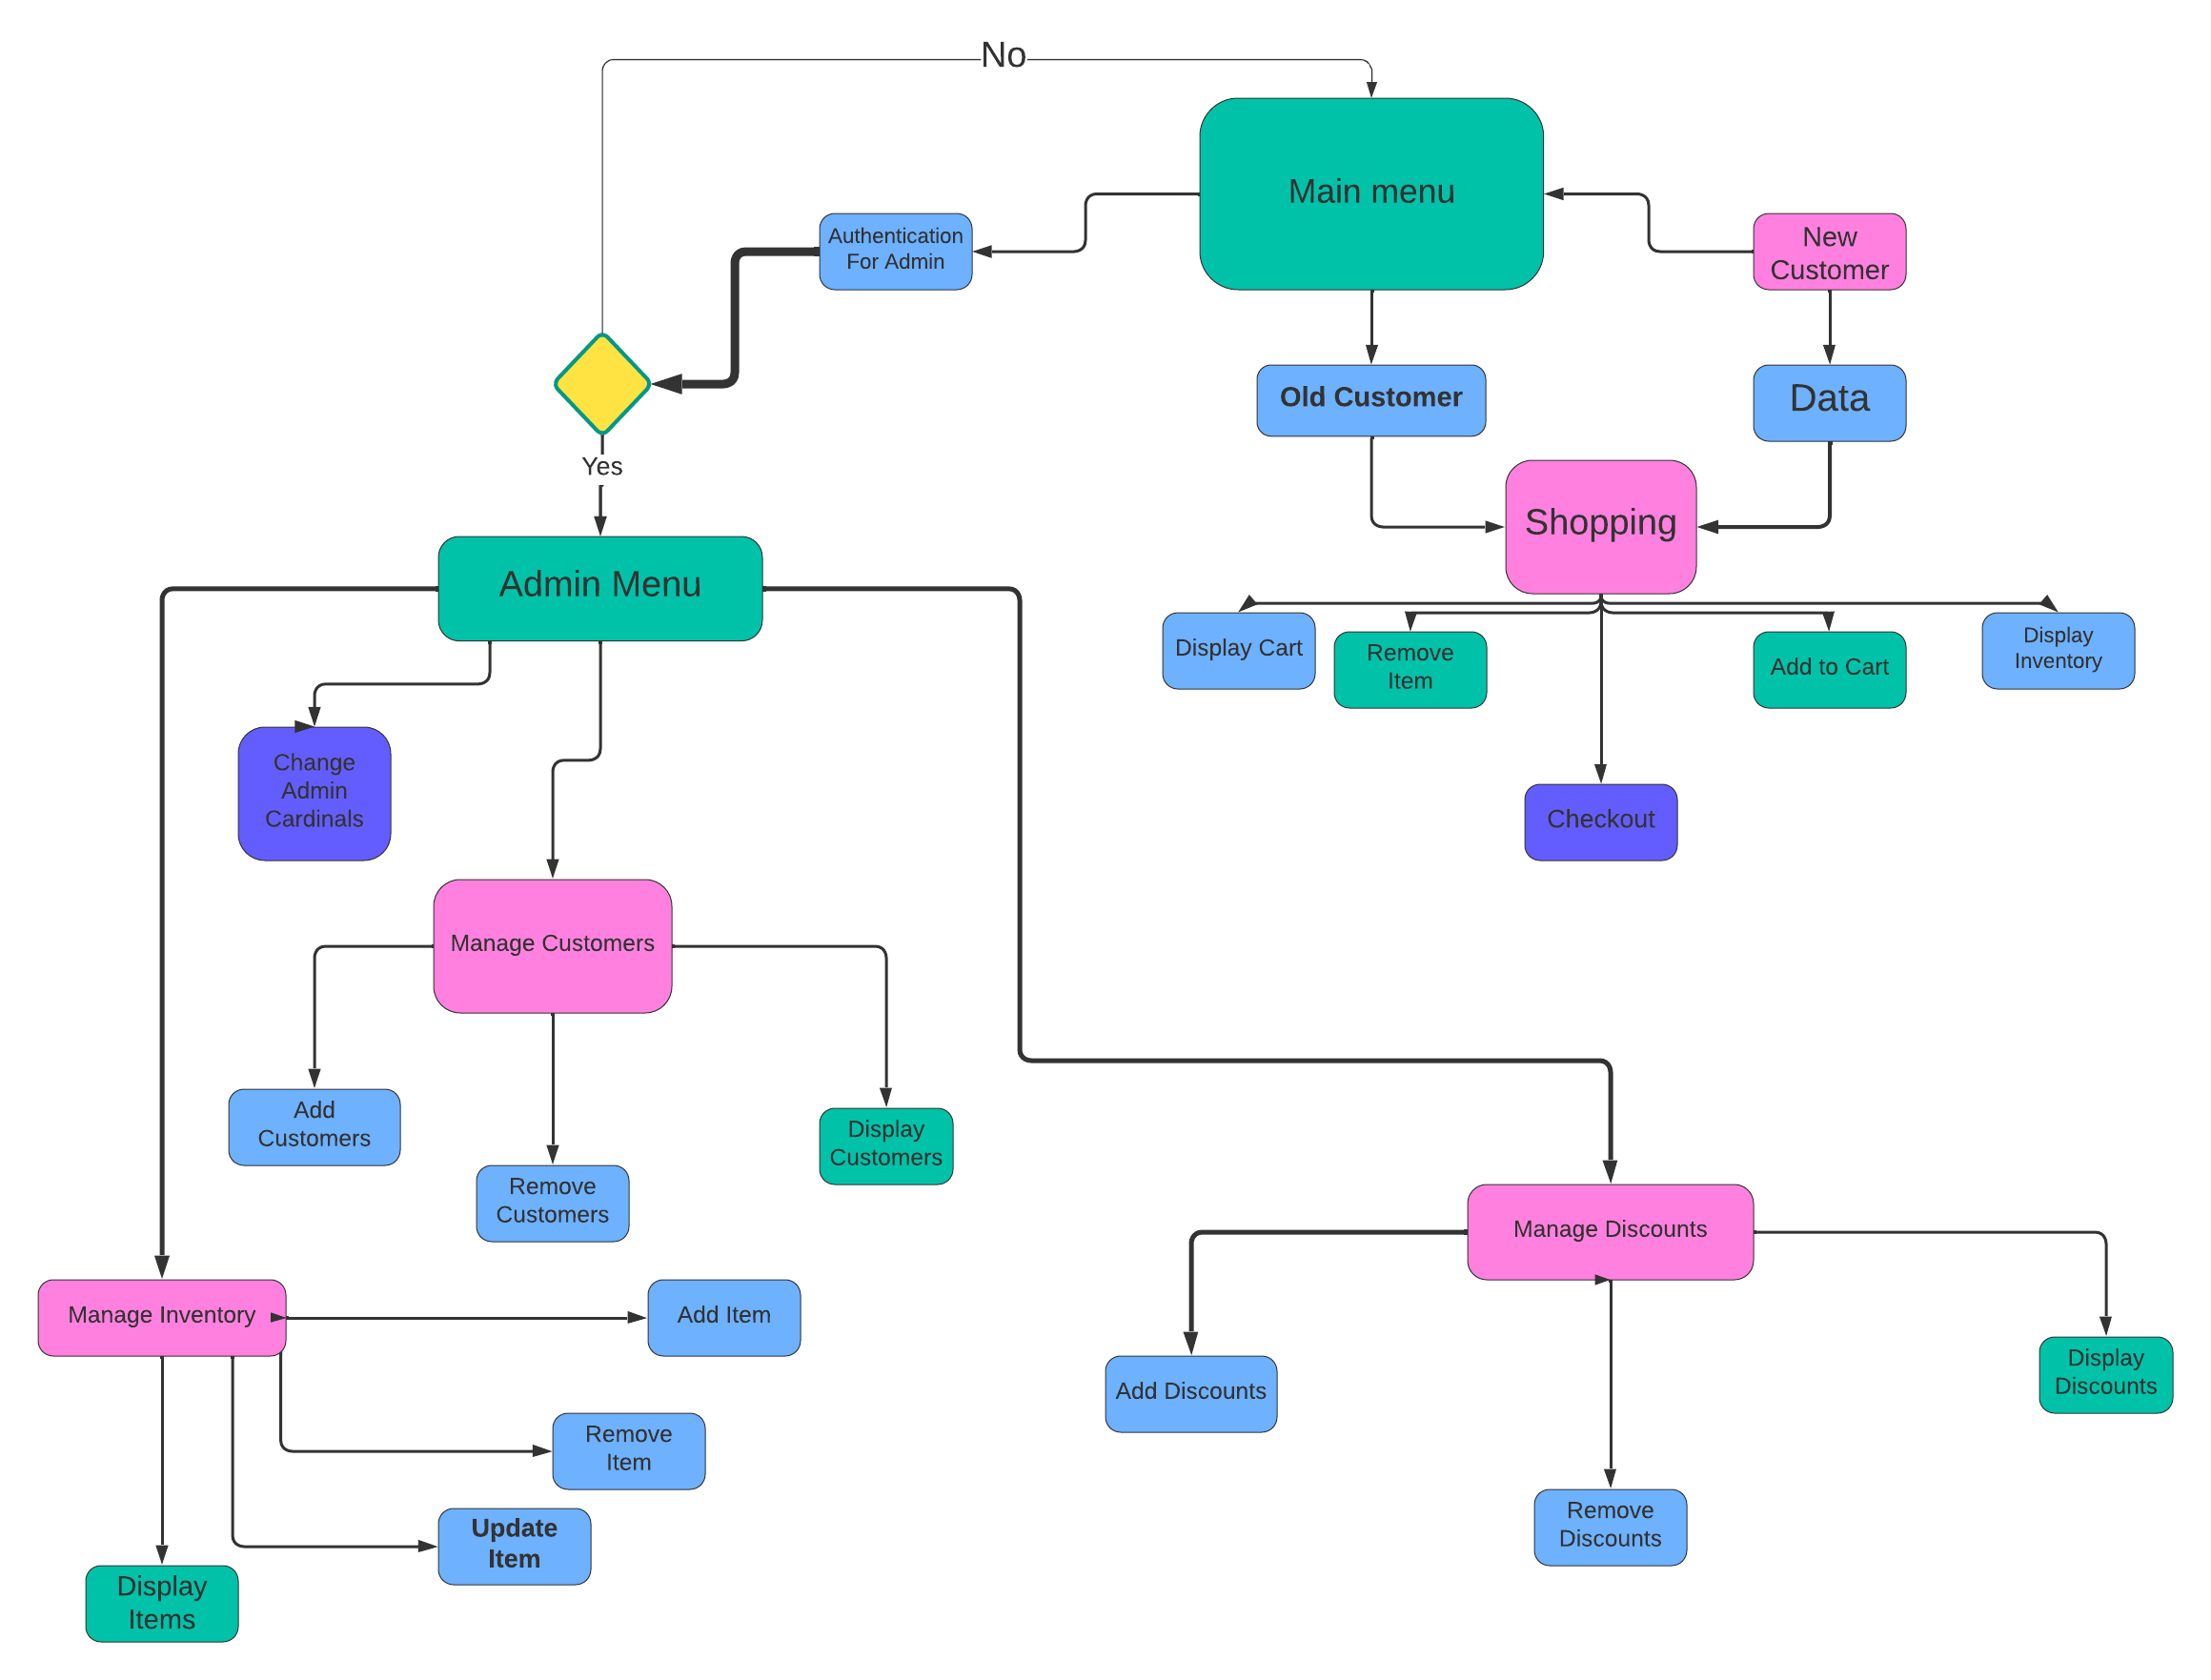 No
Main menu
Authentication
For Admin
New
Customer
Old Customer
Data
Yes
Shopping
Admin Menu
Display Cart
Remove
Item
Add to Cart
Display
Inventory
Change
Admin
Cardinals
Checkout
Manage Customers
Add
Customers
Remove
Customers
Display
Customers
Manage Discounts
Manage Inventory
Add Item
Add Discounts
Display
Discounts
Remove
Item
Update
Item
Remove
Discounts
Display
Items